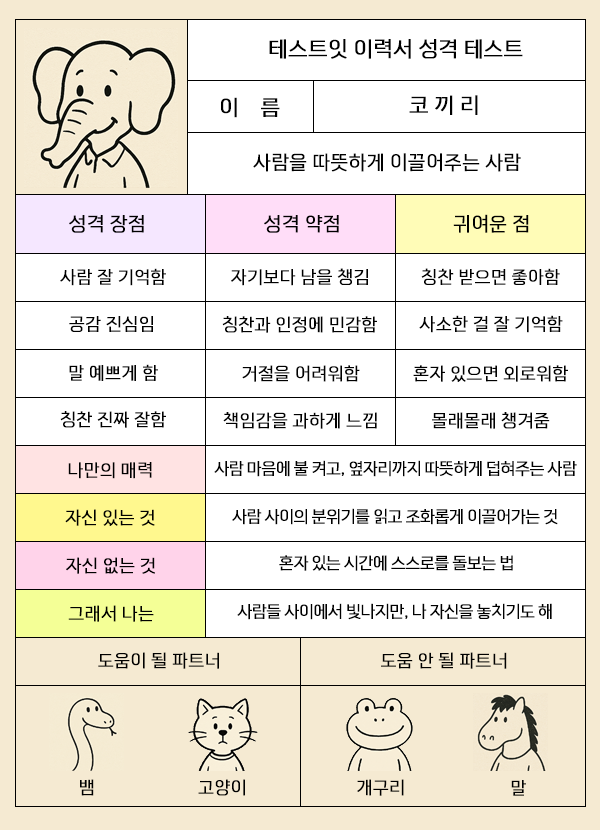 테스트잇 이력서 성격 테스트
이 름 코 끼 리
사람을 따뜻하게 이끌어주는 사람
성격 장점 성격 약점 귀여운 점
사람 잘 기억함 자기보다 남을 챙김 칭찬 받으면 좋아함
공감 진심임 칭찬과 인정에 민감함 사소한 걸 잘 기억함
말 예쁘게 함 거절을 어려워함 혼자 있으면 외로워함
칭찬 진짜 잘함 책임감을 과하게 느낌 몰래몰래 챙겨줌
나만의 매력 사람 마음에 불 켜고, 옆자리까지 따뜻하게 덥혀주는 사람
자신 있는 것 사람 사이의 분위기를 읽고 조화롭게 이끌어가는 것
자신 없는 것 혼자 있는 시간에 스스로를 돌보는 법
그래서 나는 사람들 사이에서 빛나지만, 나 자신을 놓치기도 해
도움이 될 파트너 도움 안 될 파트너
뱀 고양이 개구리 말